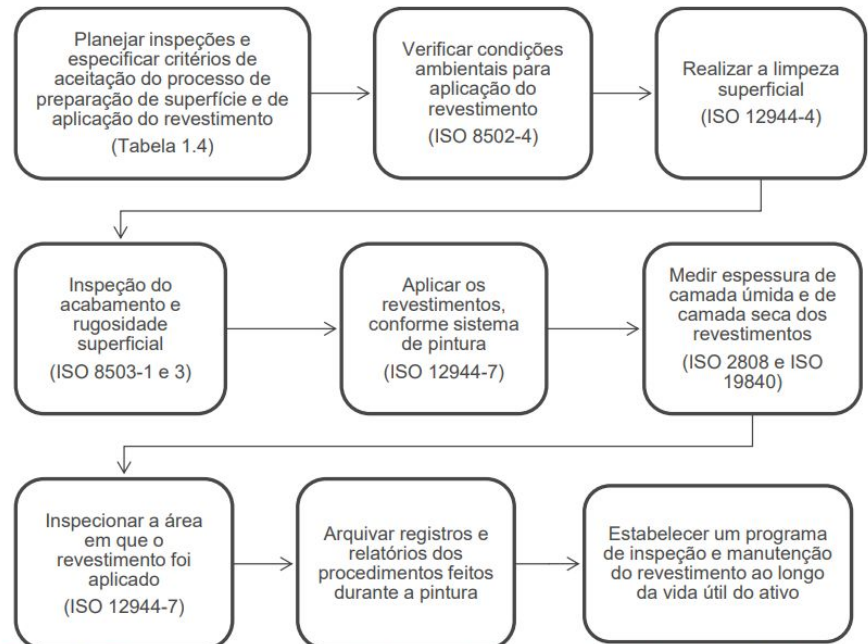 Planejar inspeções e
especificar critérios de
aceitação do processo de
preparação de superfície e de
aplicação do revestimento
(Tabela 1.4)
Verificar condições
ambientais para
aplicação do
revestimento
(ISO 8502-4)
Realizar a limpeza
superficial
(ISO 12944-4)
Inspeção do
acabamento e
rugosidade
superficial
(ISO 8503-1 e 3)
Aplicar os
revestimentos,
conforme sistema
de pintura
(ISO 12944-7)
Medir espessura de
camada úmida e de
camada seca dos
revestimentos
(ISO 2808 e ISO
19840)
Inspecionar a área
em que o
revestimento foi
aplicado
(ISO 12944-7)
Arquivar registros e
relatórios dos
procedimentos feitos
durante a pintura
Estabelecer um programa
de inspeção e manutenção
do revestimento ao longo
da vida útil do ativo